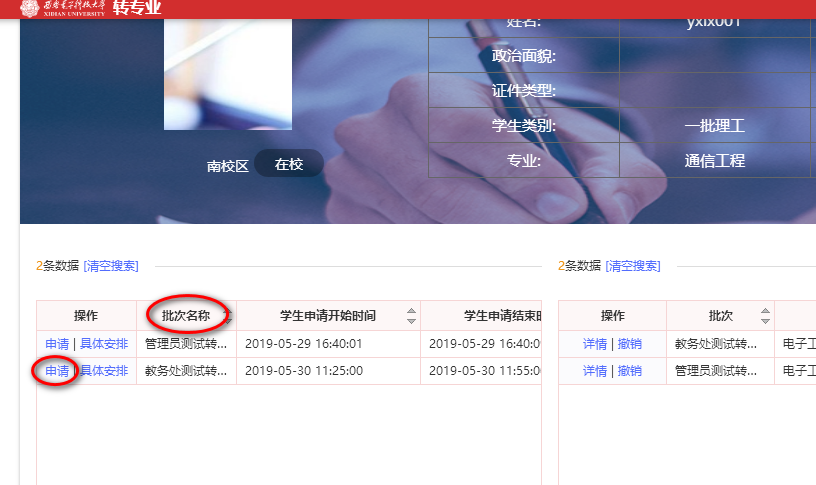 西安电子科技大学 转专业
XIDIAN UNIVERSITY
姓名: yxlx001
政治面貌:
证件类型:
学生类别: 一批理工
专业: 通信工程
南校区 在校
2条数据 [清空搜索]
操作 批次名称 学生申请开始时间 学生申请结束时
申请 | 具体安排 管理员测试转... 2019-05-29 16:40:01 2019-05-29 16:40:0
申请 | 具体安排 教务处测试转... 2019-05-30 11:25:00 2019-05-30 11:55:00
2条数据 [清空搜索]
操作 批次
详情 | 撤销 教务处测试转... 电子工
详情 | 撤销 管理员测试转... 电子工